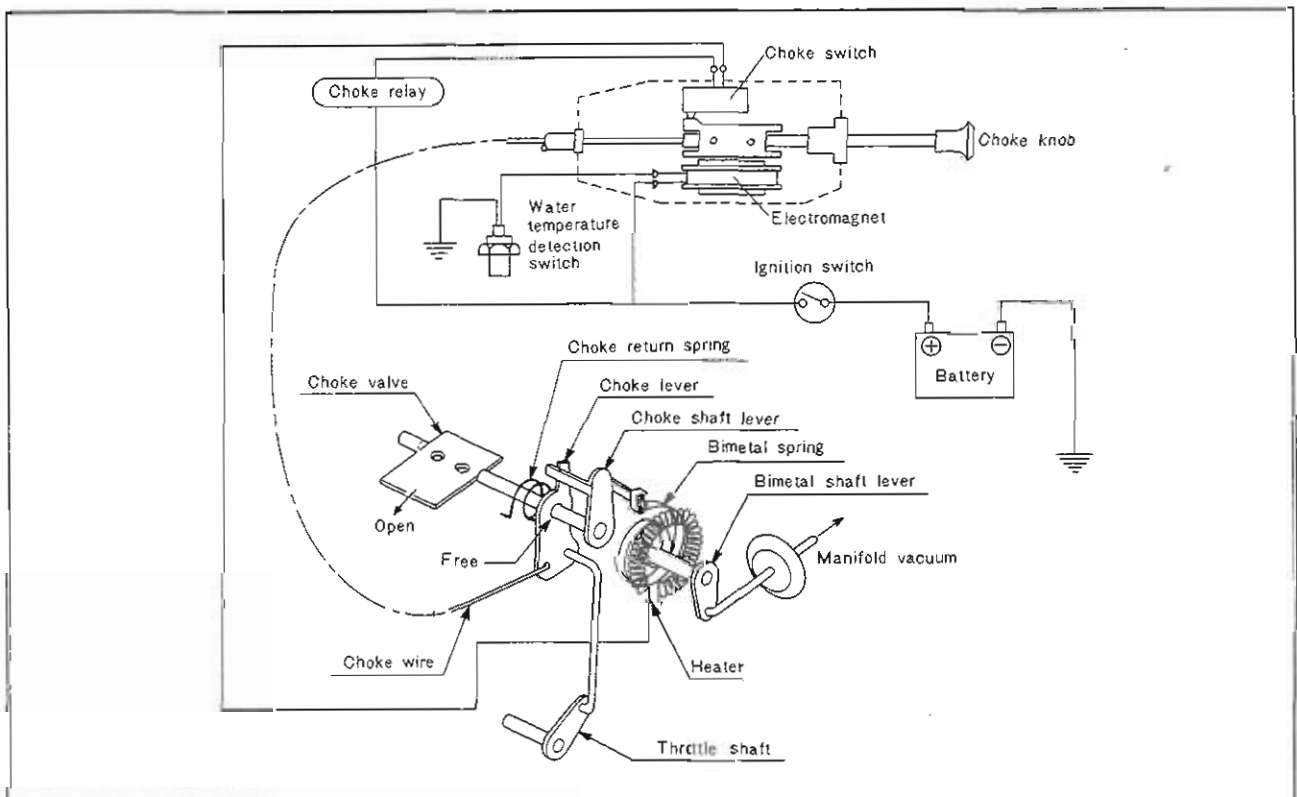 Choke switch
Choke relay
Choke knob
Electromagnet
Water
temperature
detection
switch
Ignition switch
Battery
Choke return spring
Choke valve
Choke lever
Choke shaft lever
Bimetal spring
Bimetal shaft lever
Open
Free
Manifold vacuum
Choke wire
Heater
Throttle shaft